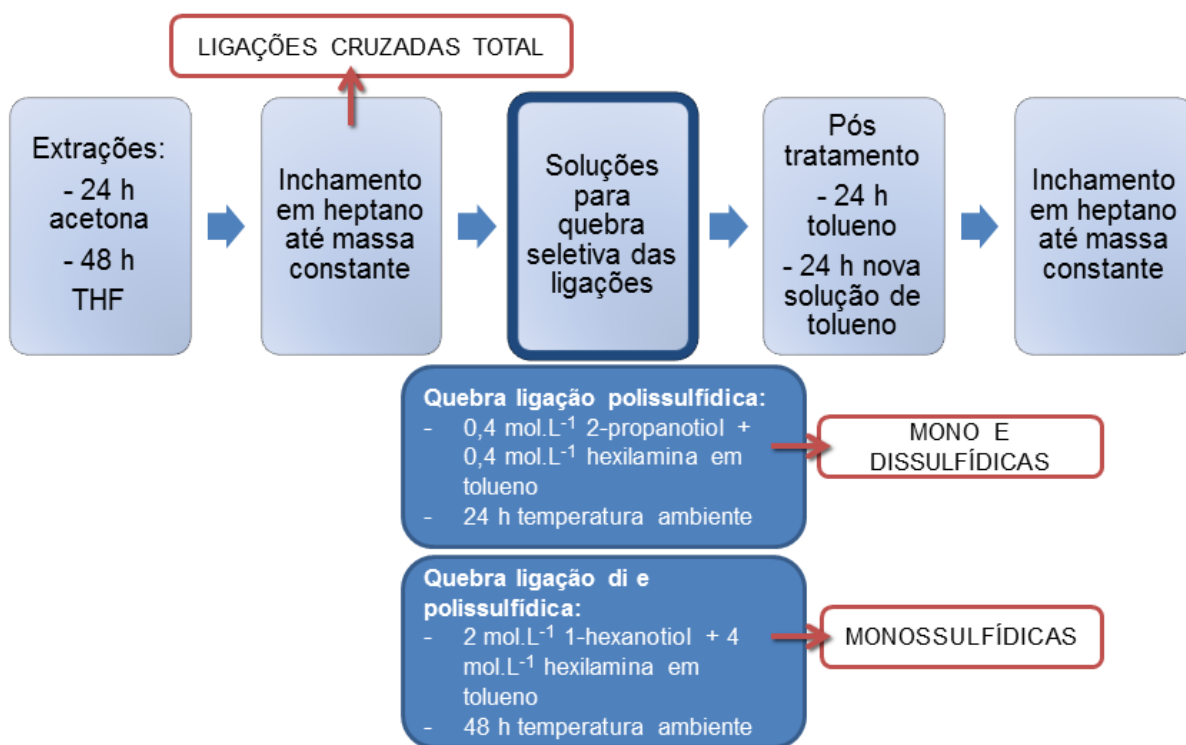 LIGAÇÕES CRUZADAS TOTAL
Extrações:
- 24 h
acetona
- 48 h
THF
Inchamento
em heptano
até massa
constante
Soluções
para
quebra
seletiva das
ligações
Pós
tratamento
- 24 h
tolueno
- 24 h nova
solução de
tolueno
Inchamento
em heptano
até massa
constante
Quebra ligação polissulfídica:
- 0,4 mol.L⁻¹ 2-propanotiol +
0,4 mol.L⁻¹ hexilamina em
tolueno
- 24 h temperatura ambiente
MONO E
DISSULFÍDICAS
Quebra ligação di e
polissulfídica:
- 2 mol.L⁻¹ 1-hexanotiol + 4
mol.L⁻¹ hexilamina em
tolueno
- 48 h temperatura ambiente
MONOSSULFÍDICAS